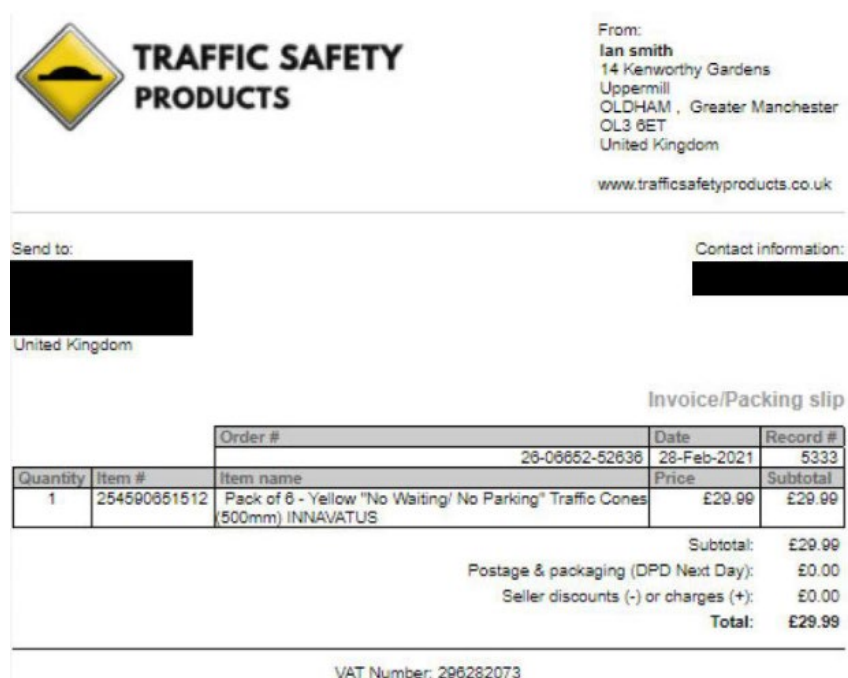 TRAFFIC SAFETY
PRODUCTS
From:
Ian smith
14 Kenworthy Gardens
Uppermill
OLDHAM , Greater Manchester
OL3 6ET
United Kingdom
www.trafficsafetyproducts.co.uk
Send to:
Contact information:
United Kingdom
Invoice/Packing slip
Order # Date Record #
26-06652-52636 28-Feb-2021 5333
Quantity Item # Item name Price Subtotal
1 254590651512 Pack of 6 - Yellow "No Waiting/ No Parking" Traffic Cones £29.99 £29.99
(500mm) INNAVATUS
Subtotal: £29.99
Postage & packaging (DPD Next Day): £0.00
Seller discounts (-) or charges (+): £0.00
Total: £29.99
VAT Number: 296282073